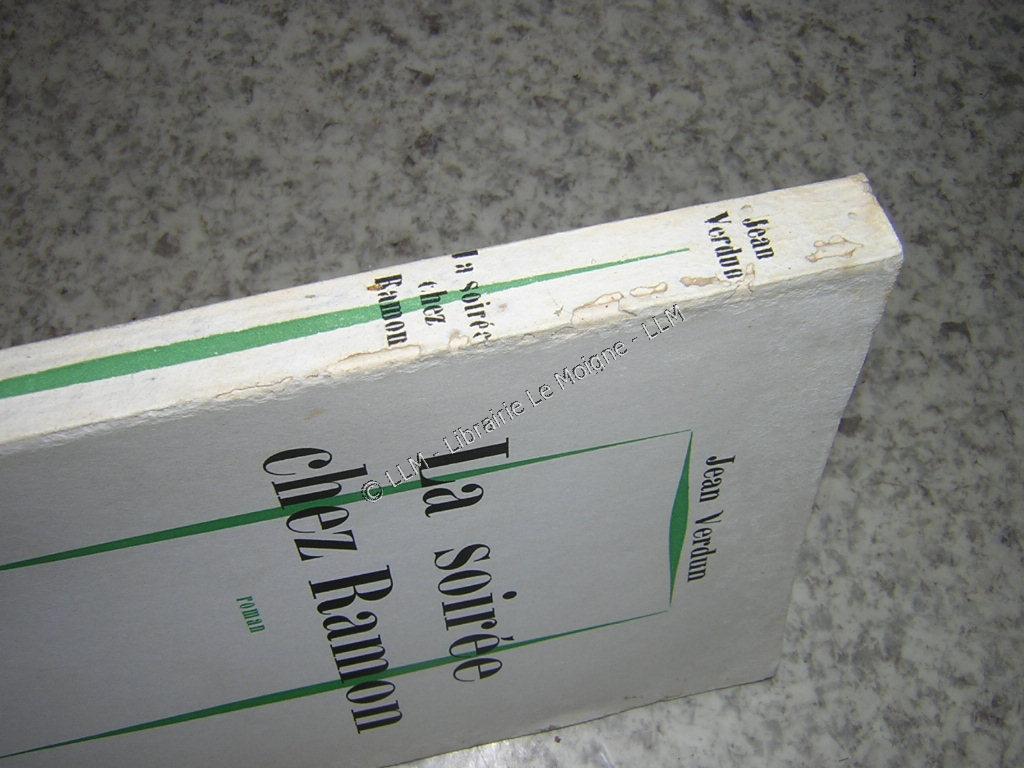 Jean
Verdun
La soirée
chez
Ramon
Jean Verdun
La soirée
chez Ramon
roman
© LLM - Librairie Le Moigne - LLM